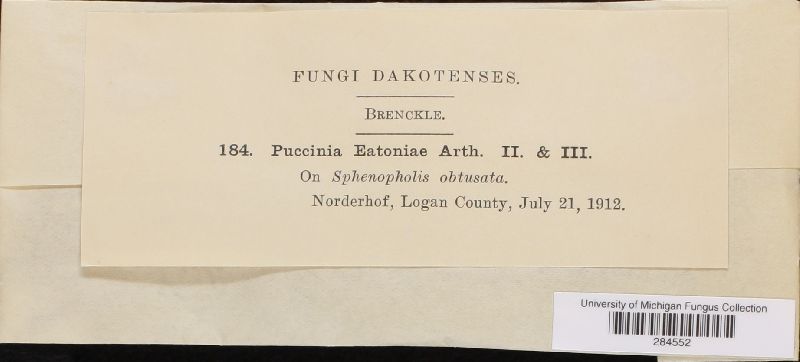 FUNGI DAKOTENSES.
BRENCKLE.
184. Puccinia Eatoniae Arth. II. & III.
On Sphenopholis obtusata.
Norderhof, Logan County, July 21, 1912.
University of Michigan Fungus Collection
284552